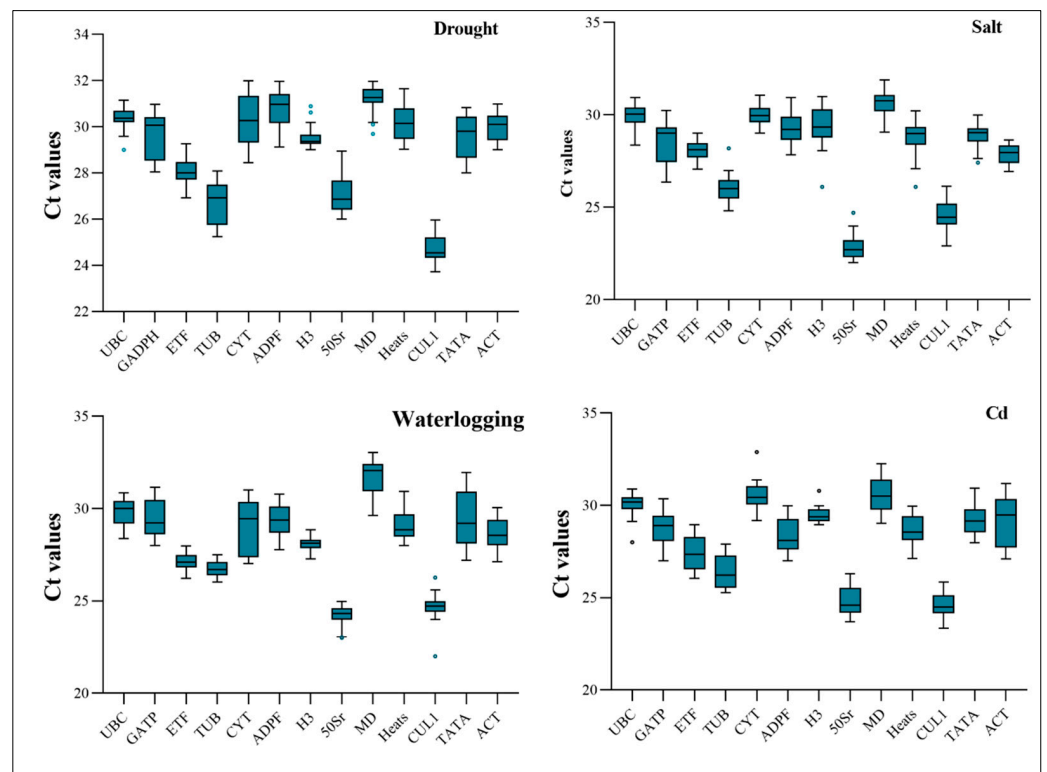 Drought
Ct values
34
32
30
28
26
24
22
UBC GADPH ETF TUB CYT ADPF H3 50Sr MD Heats CUL1 TATA ACT
Salt
Ct values
35
30
25
20
UBC GATP ETF TUB CYT ADPF H3 50Sr MD Heats CUL1 TATA ACT
Waterlogging
Ct values
35
30
25
20
UBC GATP ETF TUB CYT ADPF H3 50Sr MD Heats CUL1 TATA ACT
Cd
Ct values
35
30
25
20
UBC GAPD ETF TUB CYT ADPF H3 50Sr MD Heats CUL1 TATA ACT